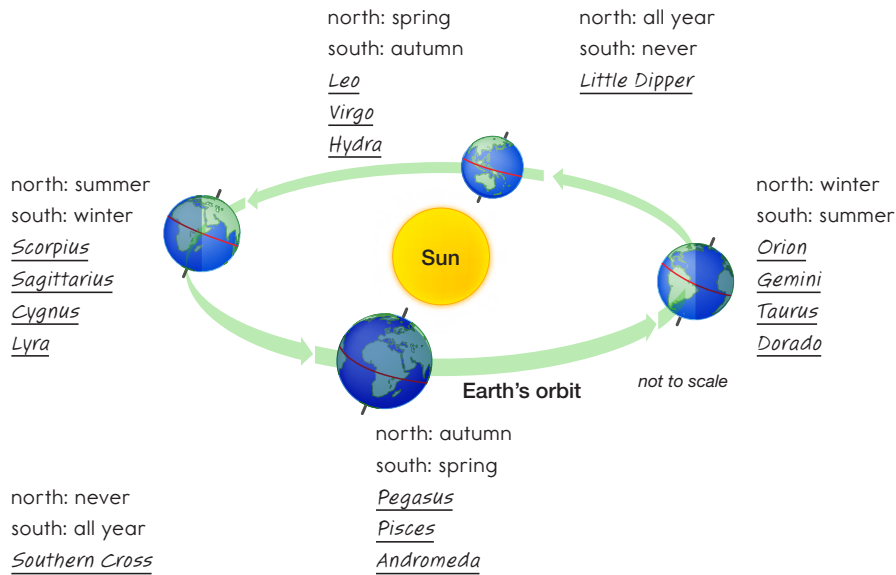 north: spring
south: autumn
Leo
Virgo
Hydra
north: all year
south: never
Little Dipper
north: summer
south: winter
Scorpius
Sagittarius
Cygnus
Lyra
Sun
north: winter
south: summer
Orion
Gemini
Taurus
Dorado
Earth's orbit
not to scale
north: autumn
south: spring
Pegasus
Pisces
Andromeda
north: never
south: all year
Southern Cross